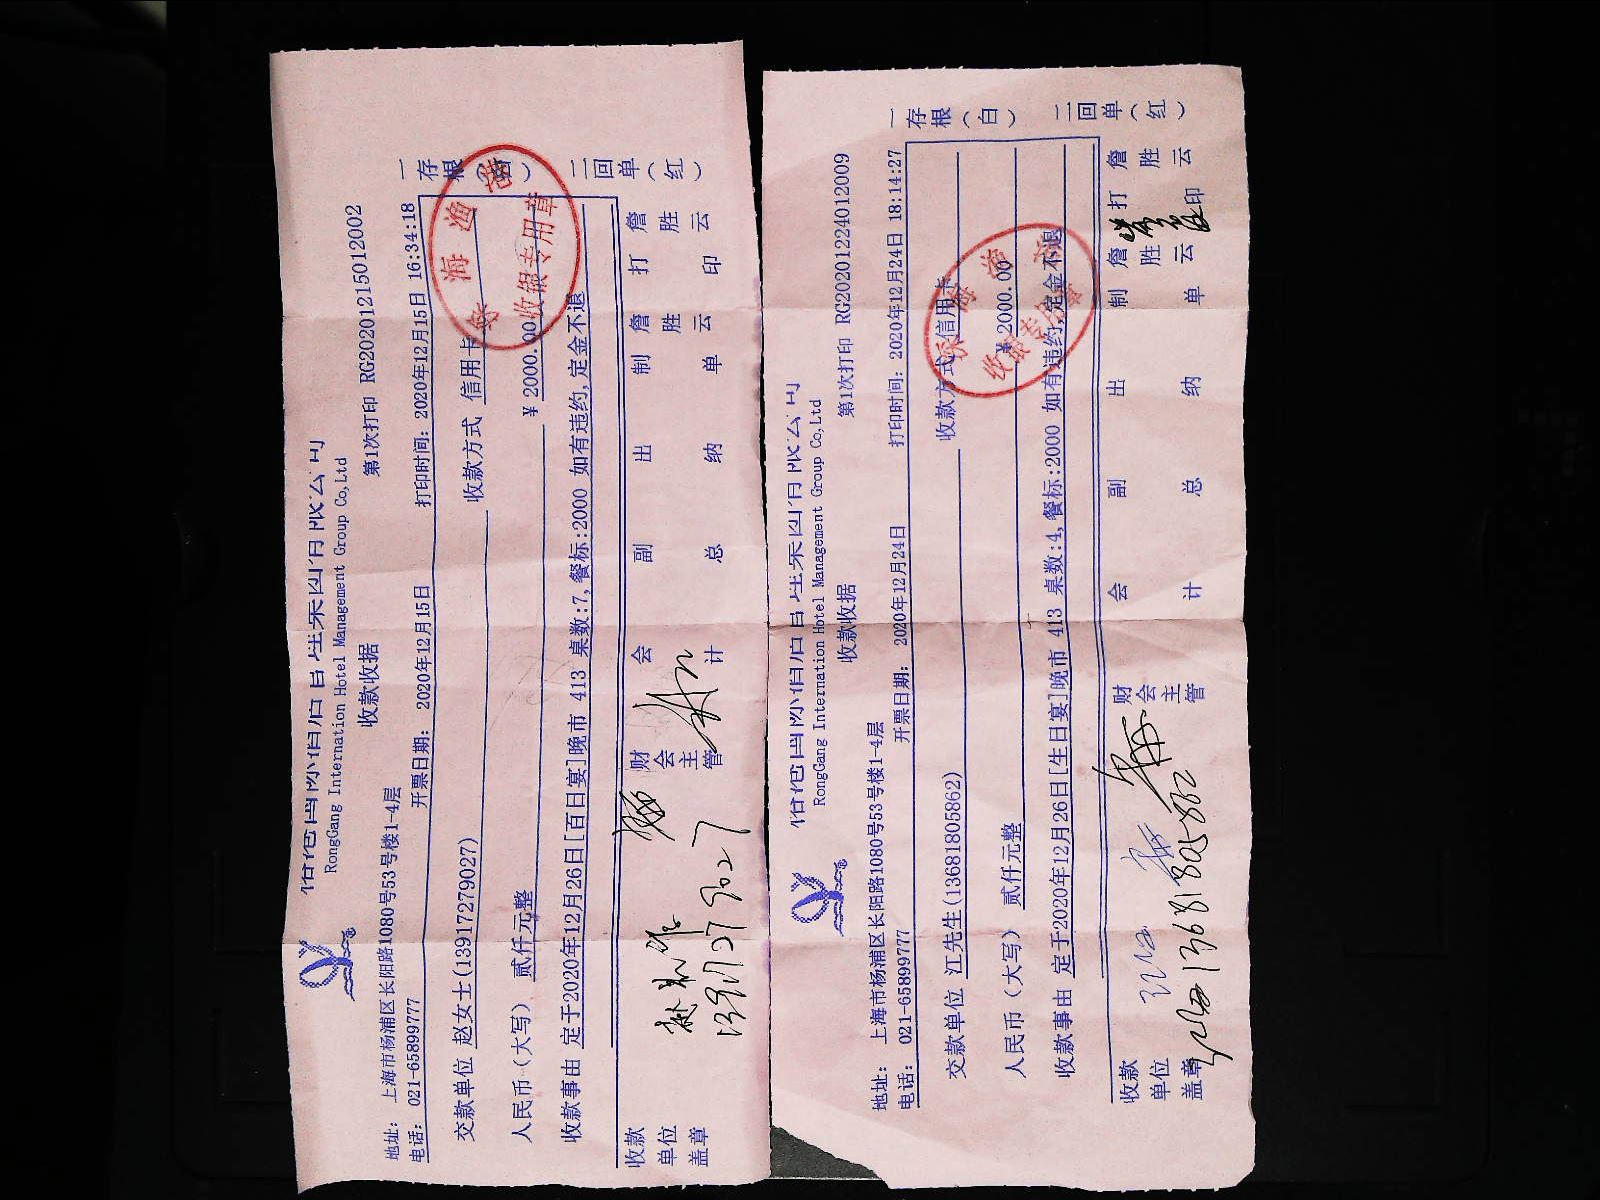 国际酒店管理集团有限公司
RongGang International Hotel Management Group Co,Ltd
收款收据
第1次打印 RG20201215012002
地址: 上海市杨浦区长阳路1080号53号楼1-4层
电话: 021-65899777
开票日期: 2020年12月15日
打印时间: 2020年12月15日 16:34:18
交款单位 赵女士(13917279027)
收款方式 信用卡
人民币(大写) 贰仟元整
¥ 2000.00
收款事由 定于2020年12月26日[百日宴]晚市 413 桌数:7,餐标:2000 如有违约,定金不退
收款单位盖章
财会主管
会计
副总
出纳
制单 詹胜云
打印 詹胜云
一存根(白)
二回单(红)
海渔港
收银专用章
13917279027
国际酒店管理集团有限公司
RongGang International Hotel Management Group Co,Ltd
收款收据
第1次打印 RG20201224012009
地址: 上海市杨浦区长阳路1080号53号楼1-4层
电话: 021-65899777
开票日期: 2020年12月24日
打印时间: 2020年12月24日 18:14:27
交款单位 江先生(13681805862)
收款方式 信用卡
人民币(大写) 贰仟元整
¥ 2000.00
收款事由 定于2020年12月26日[生日宴]晚市 413 桌数:4,餐标:2000 如有违约,定金不退
收款单位盖章
财会主管
会计
副总
出纳
制单 詹胜云
打印 詹胜云
一存根(白)
二回单(红)
收银专用章
13681805862